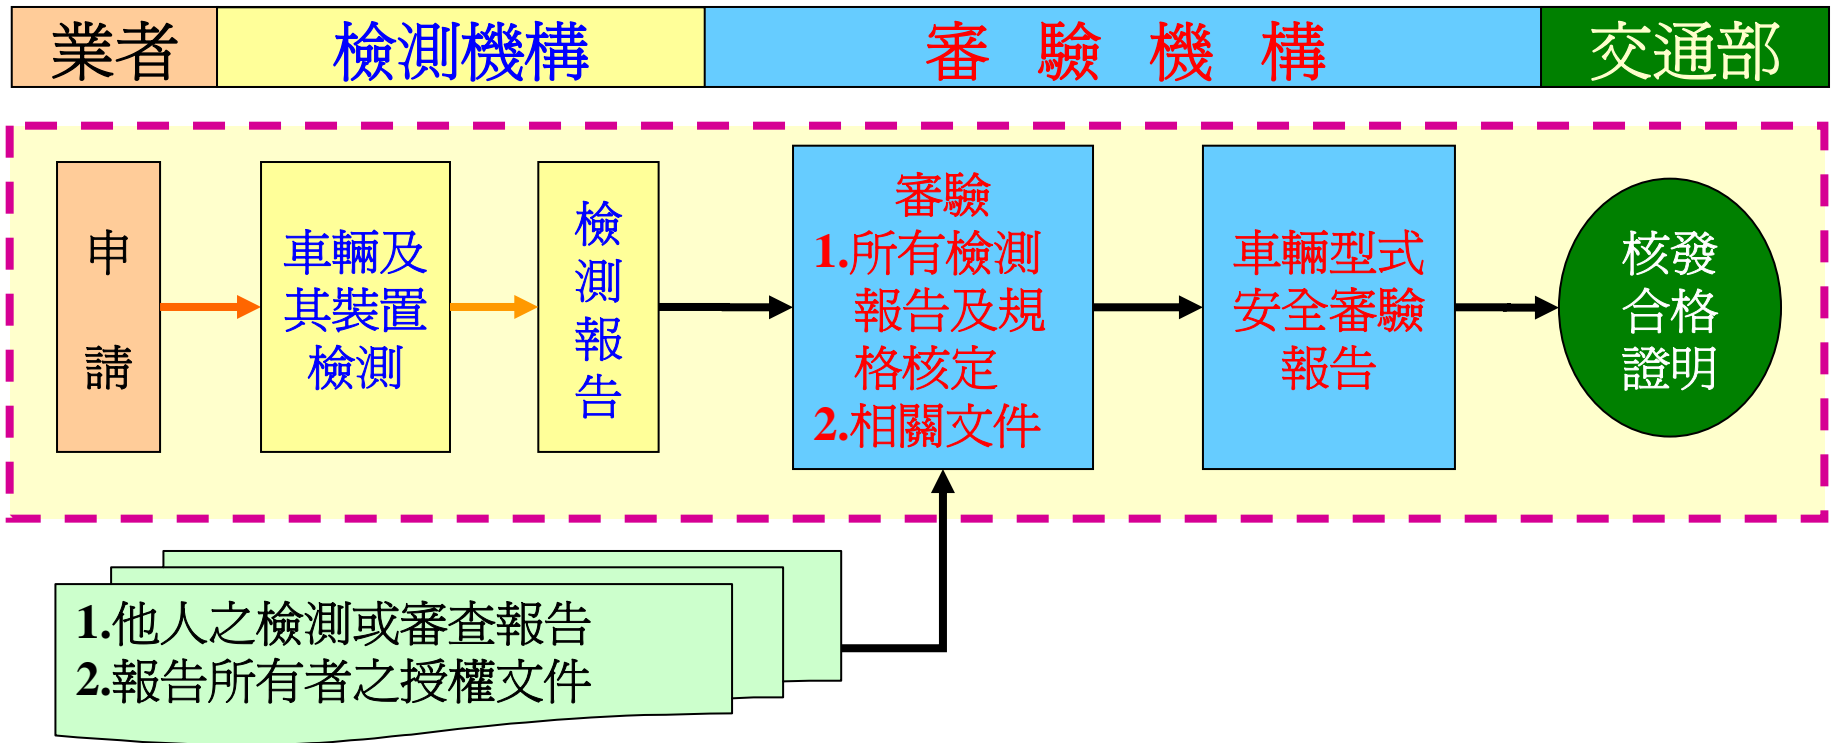 業者
檢測機構
審 驗 機 構
交通部
申
請
車輛及
其裝置
檢測
檢
測
報
告
審驗
1.所有檢測
報告及規
格核定
2.相關文件
車輛型式
安全審驗
報告
核發
合格
證明
1.他人之檢測或審查報告
2.報告所有者之授權文件